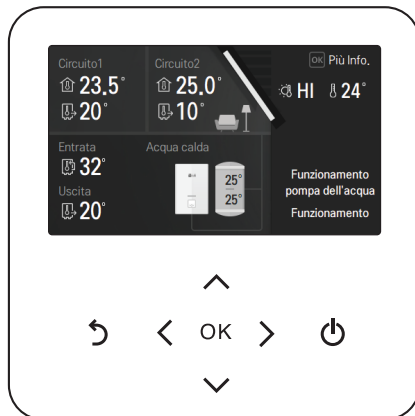 Circuito1
23.5°
20°
Circuito2
25.0°
10°
OK Più Info.
HI 24°
Entrata
32°
Uscita
20°
Acqua calda
25°
25°
Funzionamento
pompa dell'acqua
Funzionamento
OK